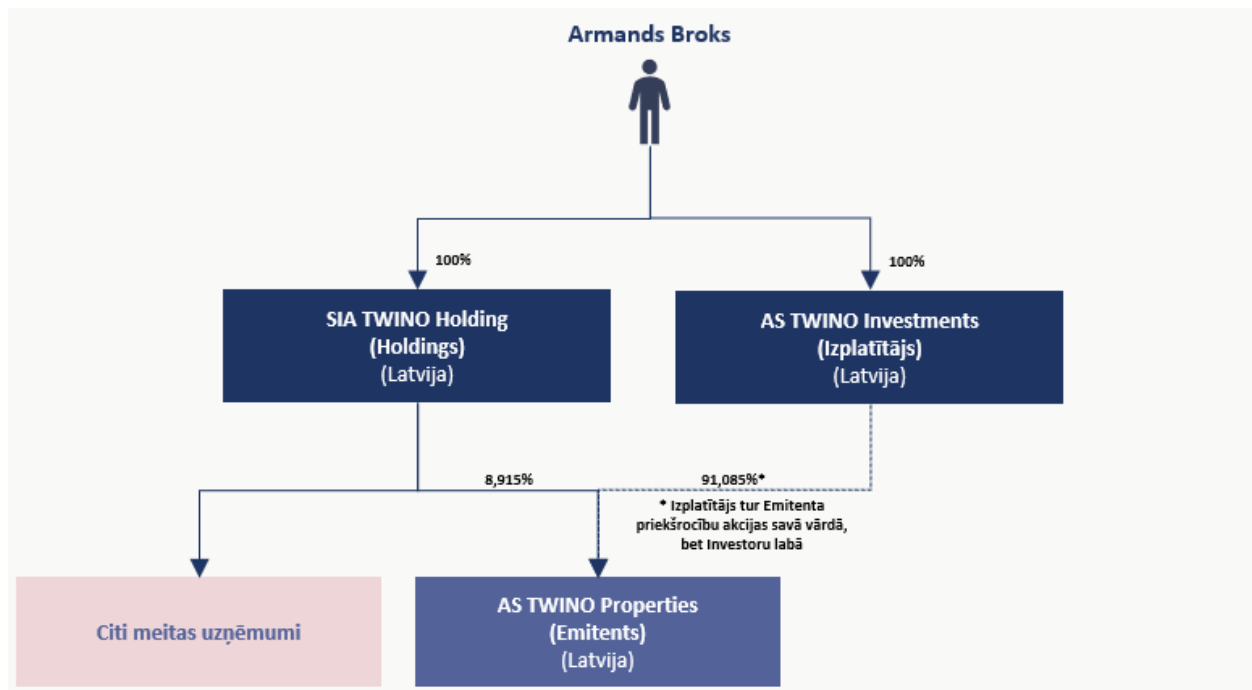 Armands Broks
100%
100%
SIA TWINO Holding
(Holdings)
(Latvija)
AS TWINO Investments
(Izplatītājs)
(Latvija)
8,915%
91,085%*
* Izplatītājs tur Emitenta
priekšrocību akcijas savā vārdā,
bet Investoru labā
Citi meitas uzņēmumi
AS TWINO Properties
(Emitents)
(Latvija)